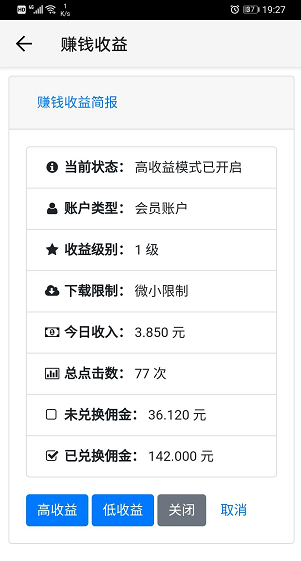 HD 4G 1 K/s 37 19:27
赚钱收益
赚钱收益简报
当前状态： 高收益模式已开启
账户类型： 会员账户
收益级别： 1 级
下载限制： 微小限制
今日收入： 3.850 元
总点击数： 77 次
未兑换佣金： 36.120 元
已兑换佣金： 142.000 元
高收益 低收益 关闭 取消